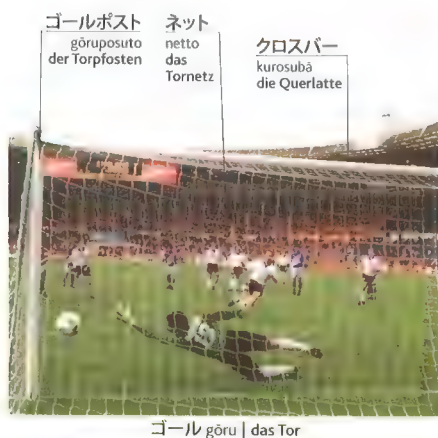 ゴールポスト
gōruposuto
der Torpfosten
ネット
netto
das
Tornetz
クロスバー
kurosubā
die Querlatte
ゴール gōru | das Tor